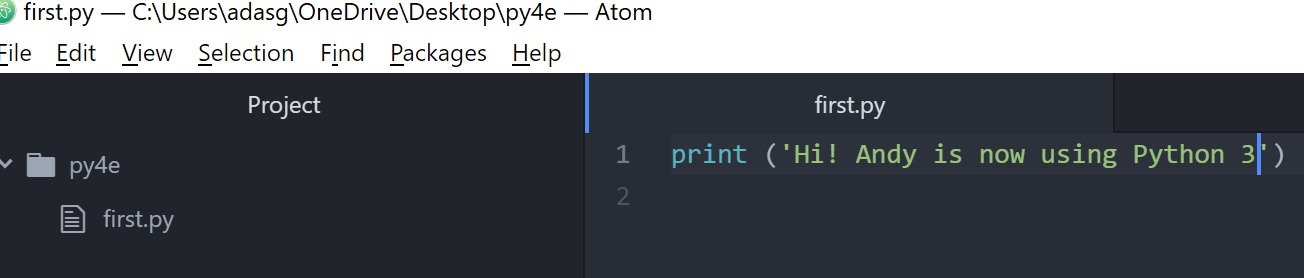 first.py — C:\Users\adasg\OneDrive\Desktop\py4e — Atom
File Edit View Selection Find Packages Help
Project
first.py
py4e
first.py
1 print ('Hi! Andy is now using Python 3')
2